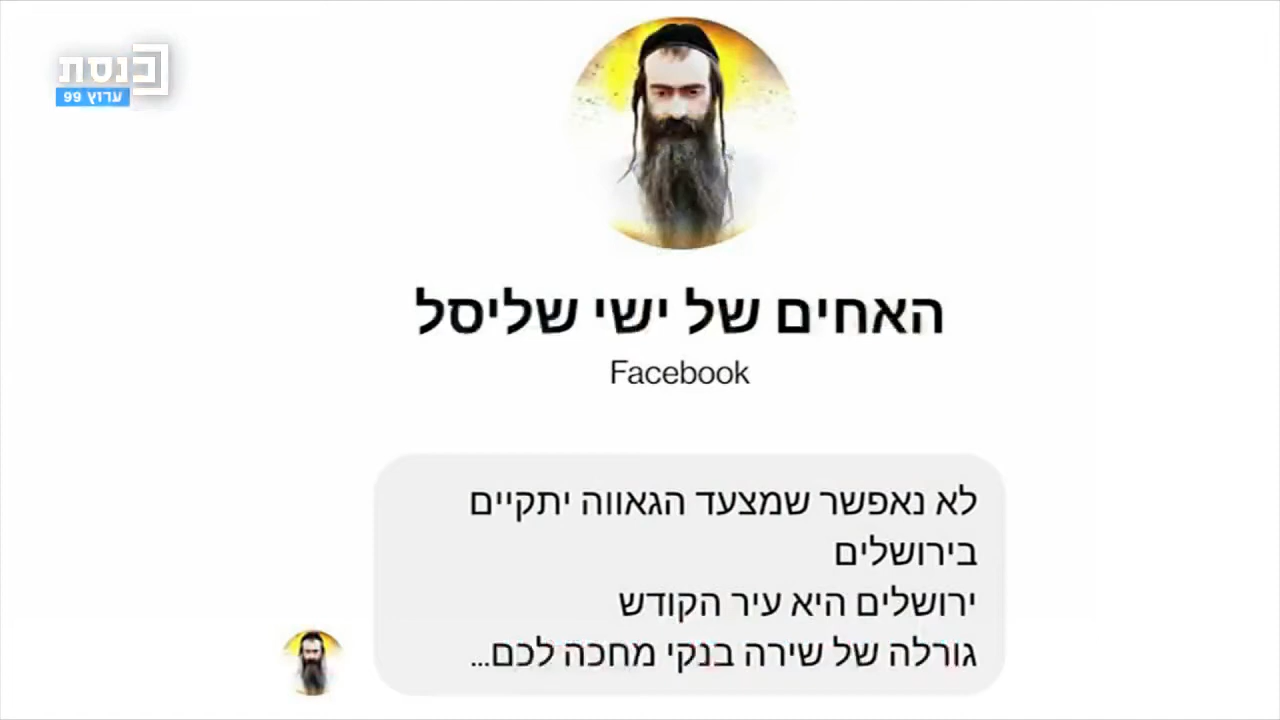 כנסת
ערוץ 99
האחים של ישי שליסל
Facebook
לא נאפשר שמצעד הגאווה יתקיים
בירושלים
ירושלים היא עיר הקודש
גורלה של שירה בנקי מחכה לכם...